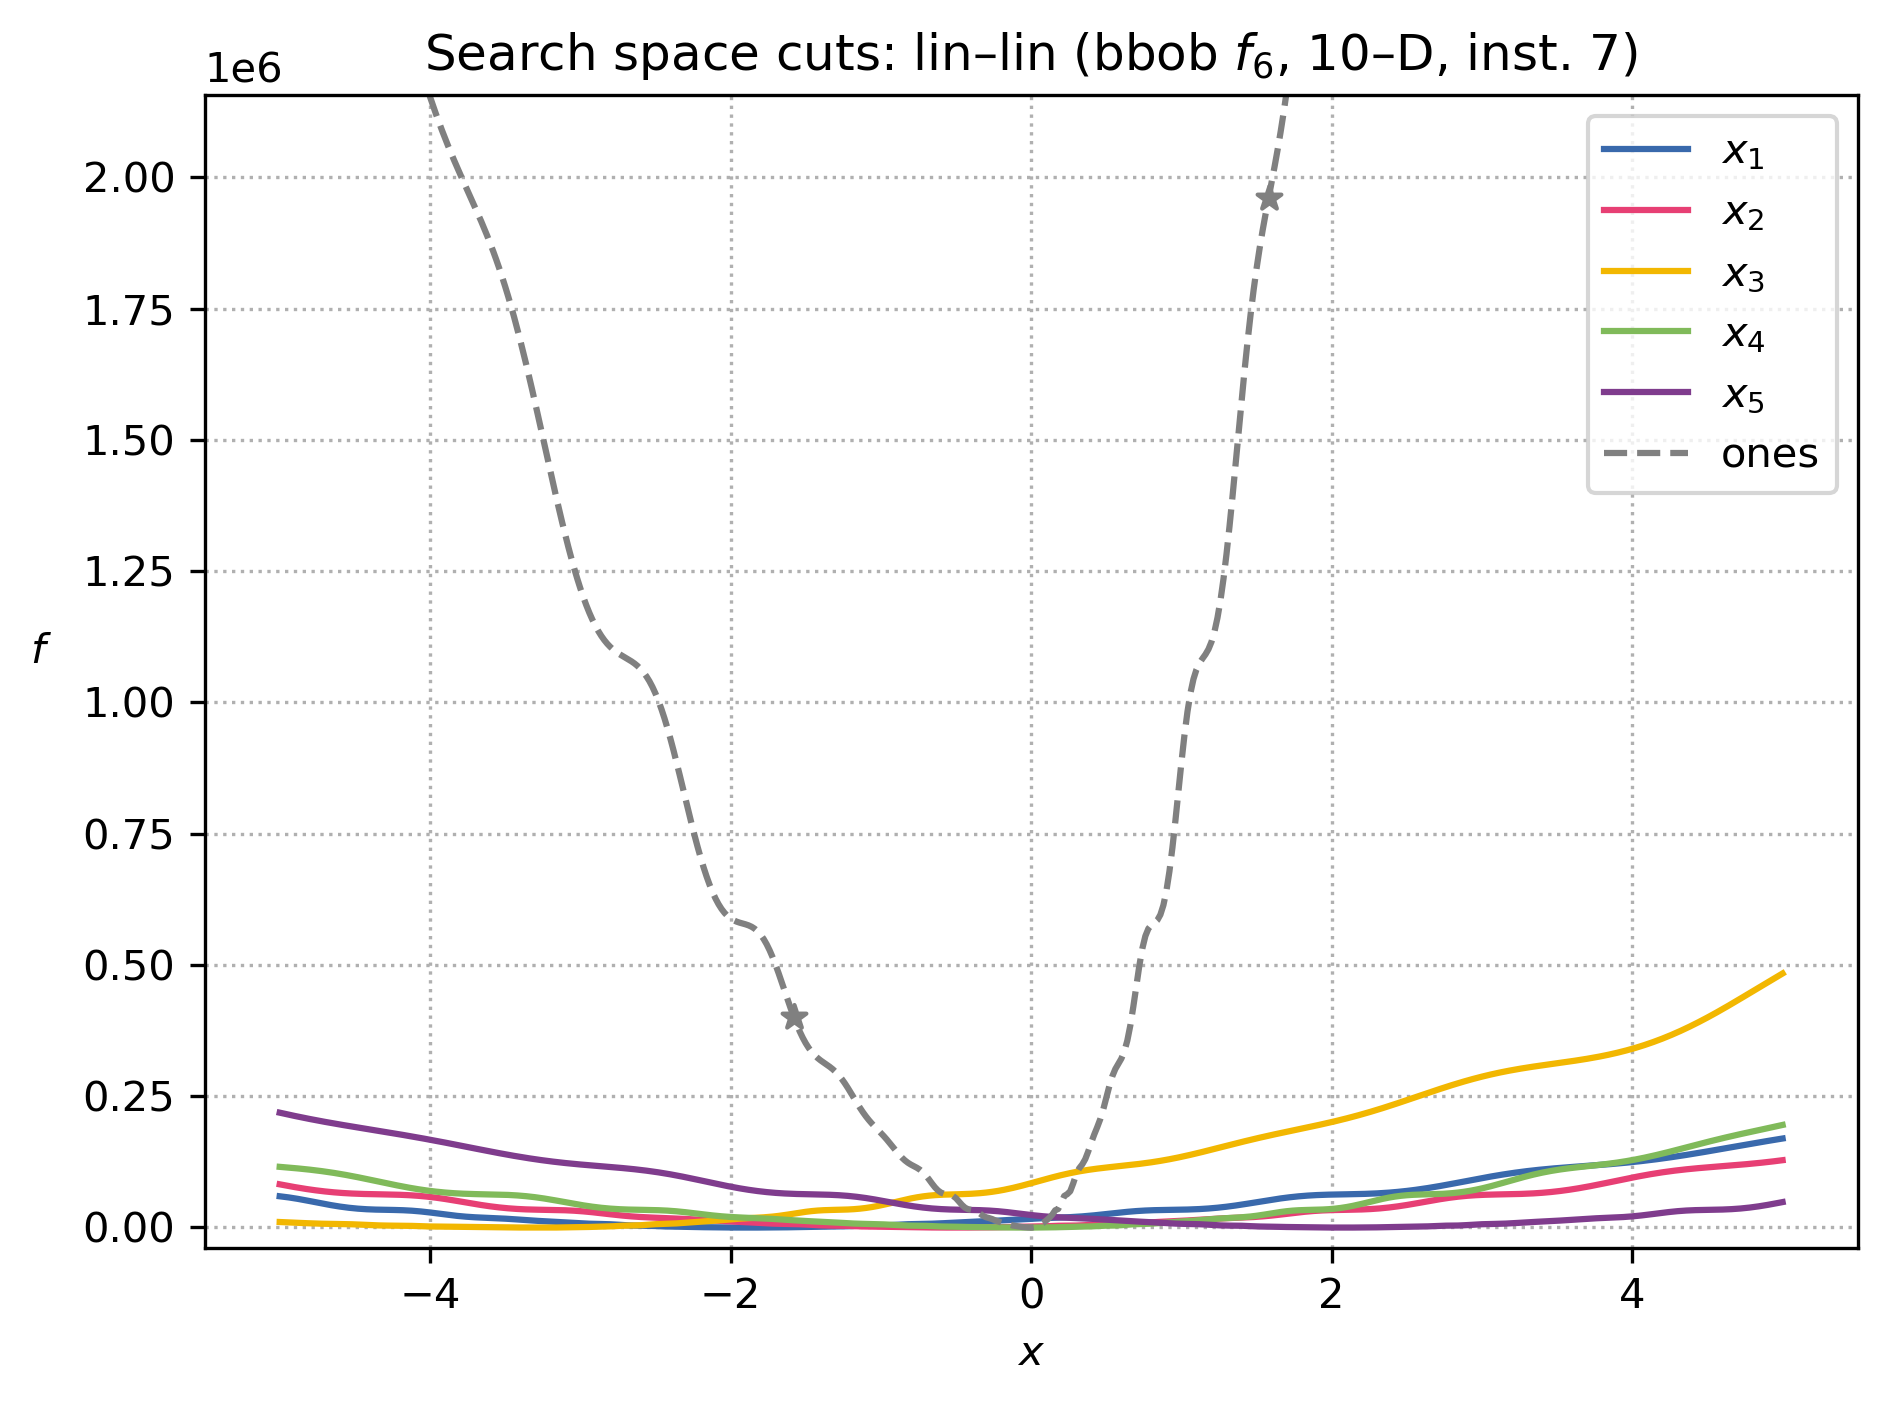 Search space cuts: lin–lin (bbob f₆, 10–D, inst. 7)
1e6
2.00
1.75
1.50
1.25
1.00
0.75
0.50
0.25
0.00
f
x₁
x₂
x₃
x₄
x₅
ones
−4 −2 0 2 4
x